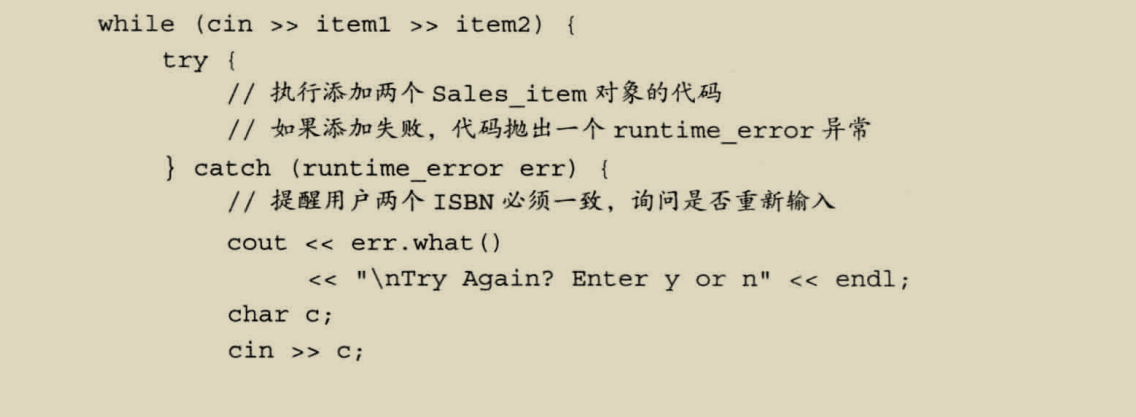 while (cin >> item1 >> item2) {
try {
// 执行添加两个 Sales_item 对象的代码
// 如果添加失败，代码抛出一个 runtime_error 异常
} catch (runtime_error err) {
// 提醒用户两个 ISBN 必须一致，询问是否重新输入
cout << err.what()
<< "\nTry Again? Enter y or n" << endl;
char c;
cin >> c;